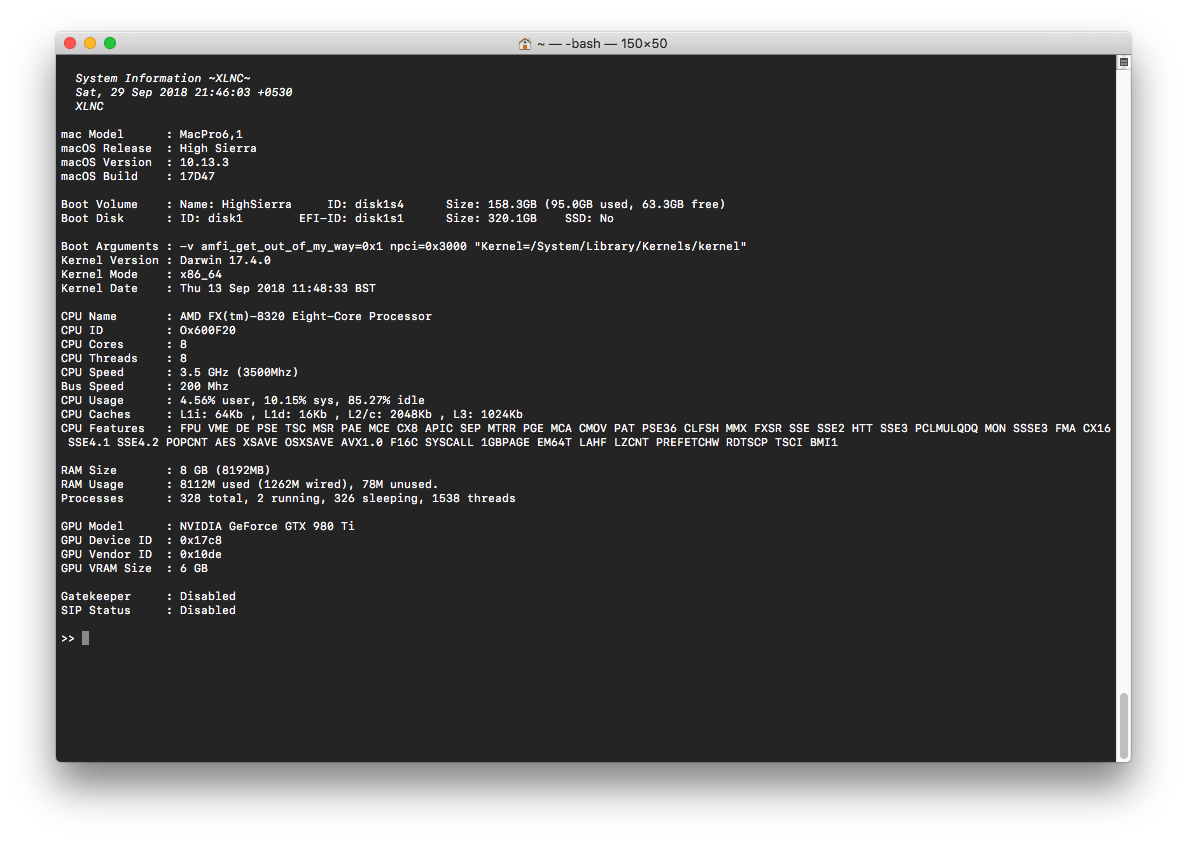 ~ — -bash — 150×50
System Information ~XLNC~
Sat, 29 Sep 2018 21:46:03 +0530
XLNC
mac Model      : MacPro6,1
macOS Release  : High Sierra
macOS Version  : 10.13.3
macOS Build    : 17D47
Boot Volume    : Name: HighSierra     ID: disk1s4      Size: 158.3GB (95.0GB used, 63.3GB free)
Boot Disk      : ID: disk1        EFI-ID: disk1s1      Size: 320.1GB    SSD: No
Boot Arguments : -v amfi_get_out_of_my_way=0x1 npci=0x3000 "Kernel=/System/Library/Kernels/kernel"
Kernel Version : Darwin 17.4.0
Kernel Mode    : x86_64
Kernel Date    : Thu 13 Sep 2018 11:48:33 BST
CPU Name       : AMD FX(tm)-8320 Eight-Core Processor
CPU ID         : 0x600F20
CPU Cores      : 8
CPU Threads    : 8
CPU Speed      : 3.5 GHz (3500Mhz)
Bus Speed      : 200 Mhz
CPU Usage      : 4.56% user, 10.15% sys, 85.27% idle
CPU Caches     : L1i: 64Kb , L1d: 16Kb , L2/c: 2048Kb , L3: 1024Kb
CPU Features   : FPU VME DE PSE TSC MSR PAE MCE CX8 APIC SEP MTRR PGE MCA CMOV PAT PSE36 CLFSH MMX FXSR SSE SSE2 HTT SSE3 PCLMULQDQ MON SSSE3 FMA CX16
SSE4.1 SSE4.2 POPCNT AES XSAVE OSXSAVE AVX1.0 F16C SYSCALL 1GBPAGE EM64T LAHF LZCNT PREFETCHW RDTSCP TSCI BMI1
RAM Size       : 8 GB (8192MB)
RAM Usage      : 8112M used (1262M wired), 78M unused.
Processes      : 328 total, 2 running, 326 sleeping, 1538 threads
GPU Model      : NVIDIA GeForce GTX 980 Ti
GPU Device ID  : 0x17c8
GPU Vendor ID  : 0x10de
GPU VRAM Size  : 6 GB
Gatekeeper     : Disabled
SIP Status     : Disabled
>>